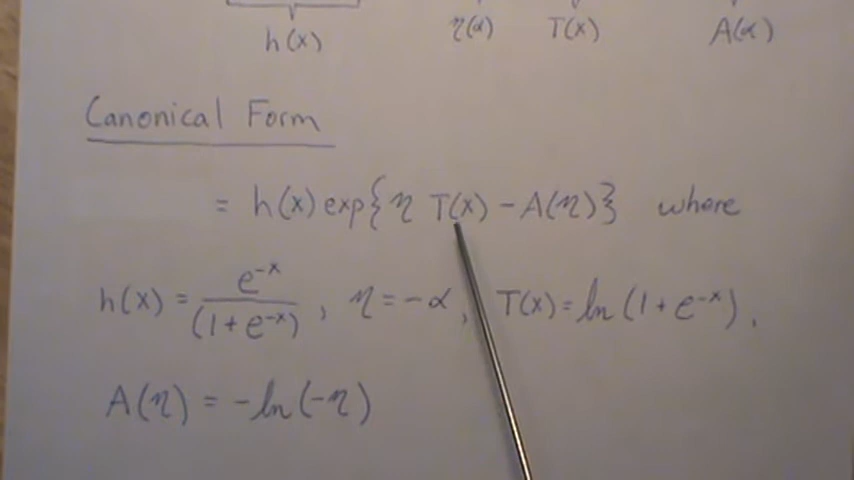 h(x) η(α) T(x) A(α)
Canonical Form
= h(x) exp{η T(x) - A(η)} where
h(x) = e^-x / (1 + e^-x) , η = -α , T(x) = ln (1 + e^-x) ,
A(η) = -ln(-η)